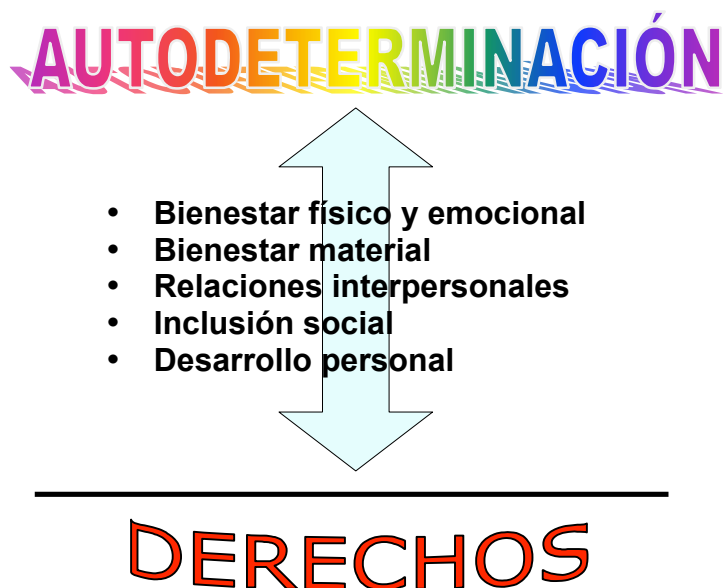 AUTODETERMINACIÓN
• Bienestar físico y emocional
• Bienestar material
• Relaciones interpersonales
• Inclusión social
• Desarrollo personal
DERECHOS